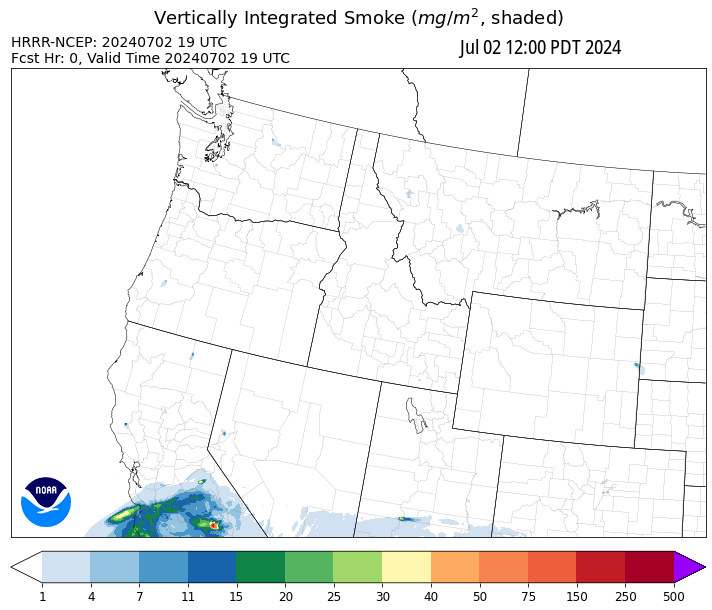 Vertically Integrated Smoke (mg/m², shaded)
HRRR-NCEP: 20240702 19 UTC
Fcst Hr: 0, Valid Time 20240702 19 UTC
Jul 02 12:00 PDT 2024
NOAA
1 4 7 11 15 20 25 30 40 50 75 150 250 500